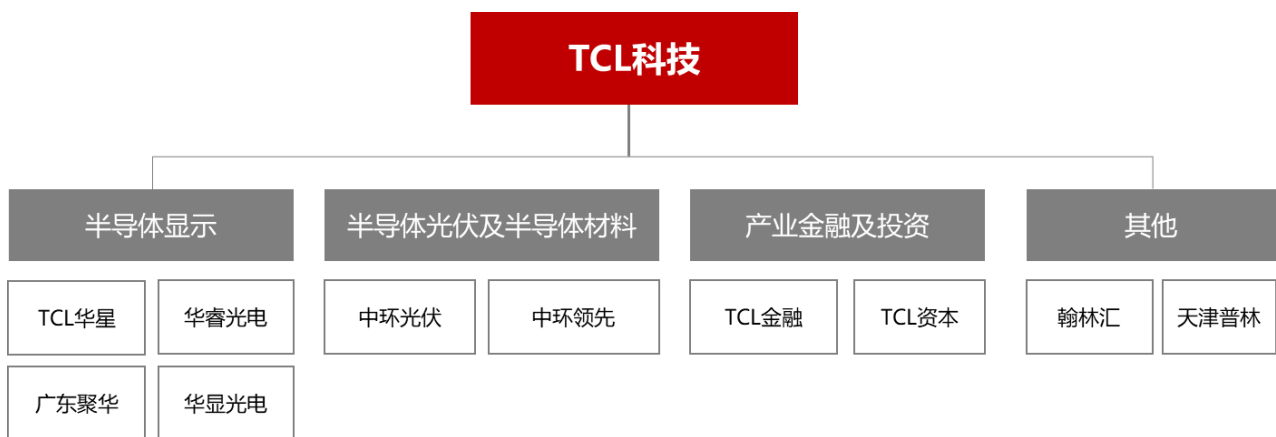 TCL科技
半导体显示
半导体光伏及半导体材料
产业金融及投资
其他
TCL华星
华睿光电
中环光伏
中环领先
TCL金融
TCL资本
翰林汇
天津普林
广东聚华
华显光电